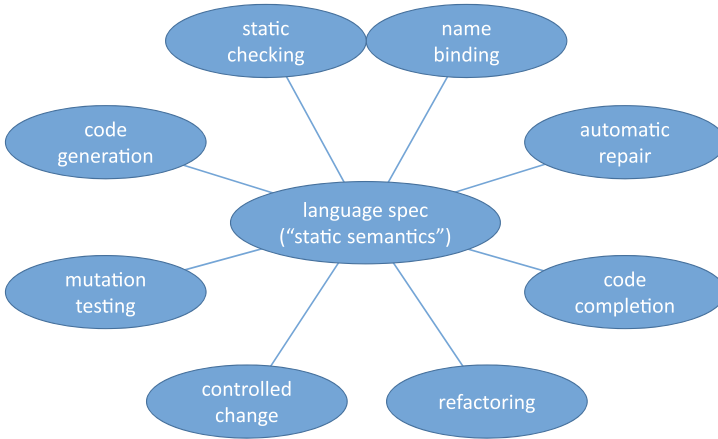 static
checking
name
binding
code
generation
automatic
repair
language spec
(“static semantics”)
mutation
testing
code
completion
controlled
change
refactoring